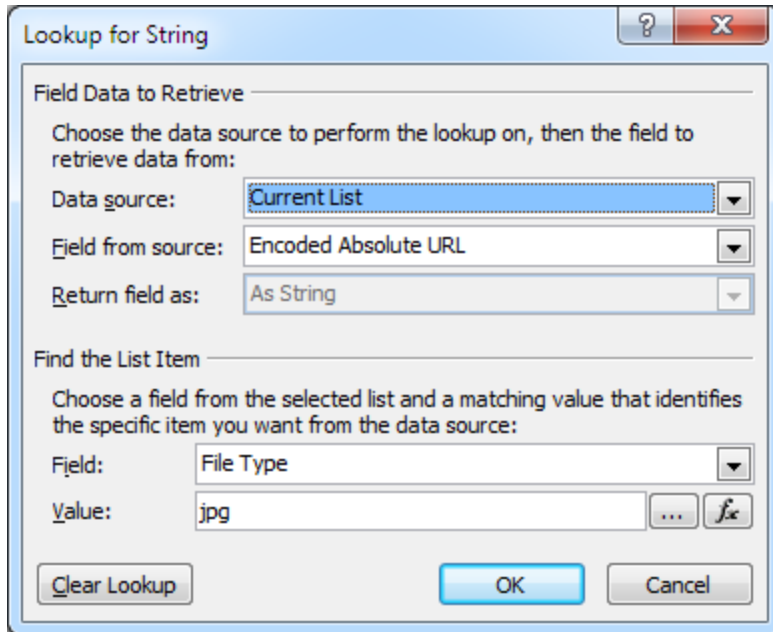 Lookup for String
?
Field Data to Retrieve
Choose the data source to perform the lookup on, then the field to
retrieve data from:
Data source: Current List
Field from source: Encoded Absolute URL
Return field as: As String
Find the List Item
Choose a field from the selected list and a matching value that identifies
the specific item you want from the data source:
Field: File Type
Value: jpg ... fx
Clear Lookup OK Cancel